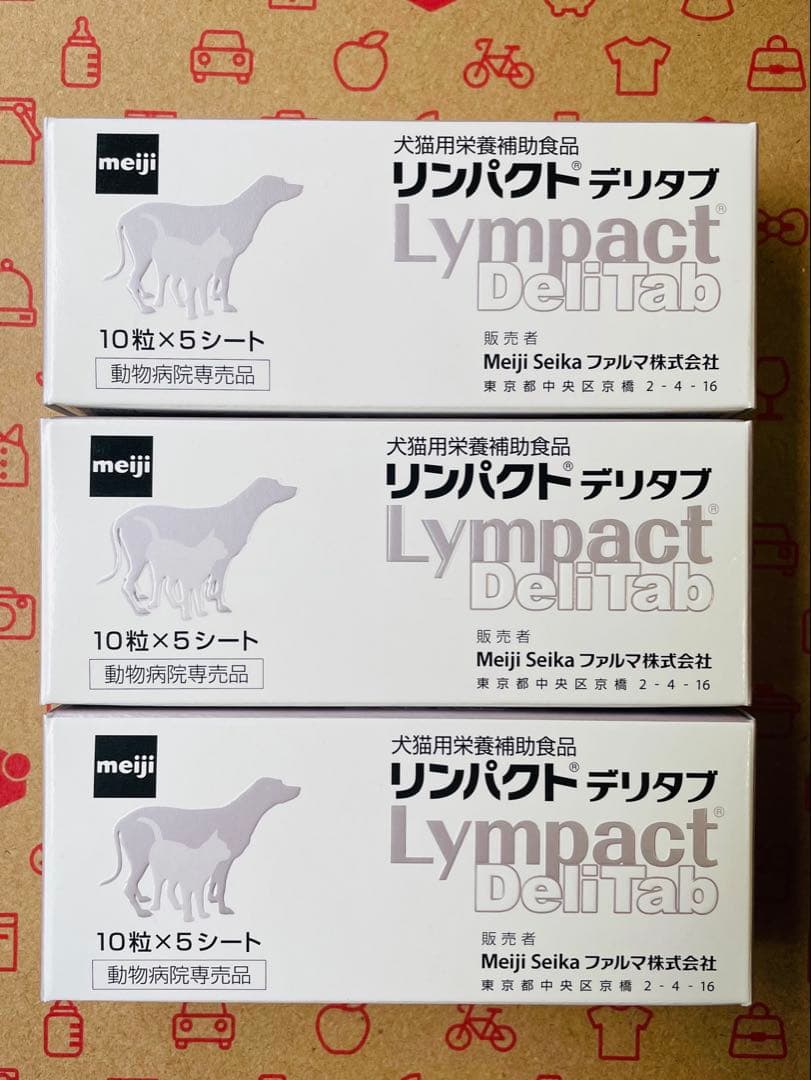 meiji
犬猫用栄養補助食品
リンパクト® デリタブ
Lympact®
DeliTab
10粒×5シート
動物病院専売品
販売者
Meiji Seika ファルマ株式会社
東京都中央区京橋 2-4-16
meiji
犬猫用栄養補助食品
リンパクト® デリタブ
Lympact®
DeliTab
10粒×5シート
動物病院専売品
販売者
Meiji Seika ファルマ株式会社
東京都中央区京橋 2-4-16
meiji
犬猫用栄養補助食品
リンパクト® デリタブ
Lympact®
DeliTab
10粒×5シート
動物病院専売品
販売者
Meiji Seika ファルマ株式会社
東京都中央区京橋 2-4-16